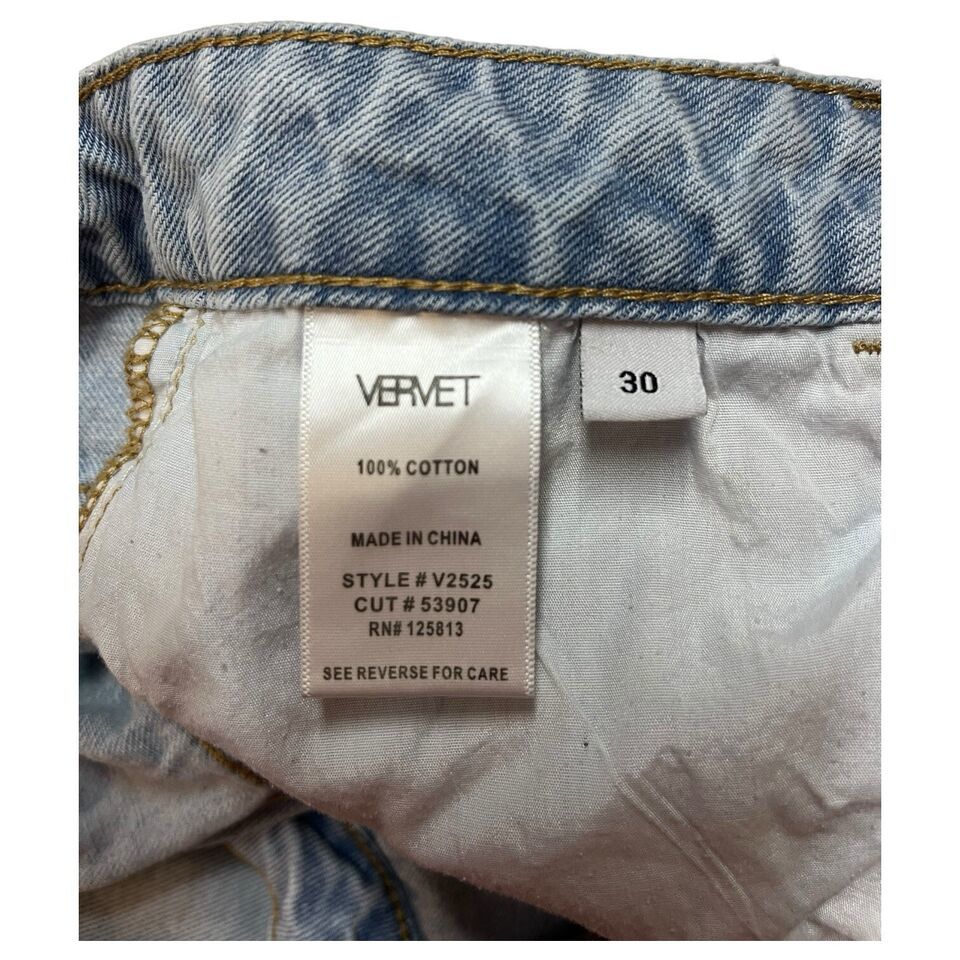 VERVET
100% COTTON
MADE IN CHINA
STYLE # V2525
CUT # 53907
RN# 125813
SEE REVERSE FOR CARE
30